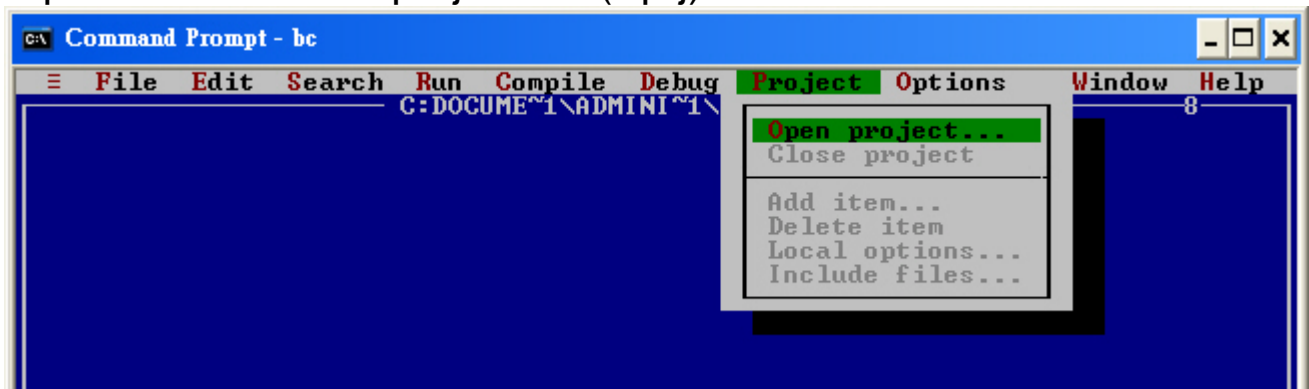 C:\ Command Prompt - bc
≡ File Edit Search Run Compile Debug Project Options Window Help
C:DOCUME~1\ADMINI~1\ 8
Open project...
Close project
Add item...
Delete item
Local options...
Include files...